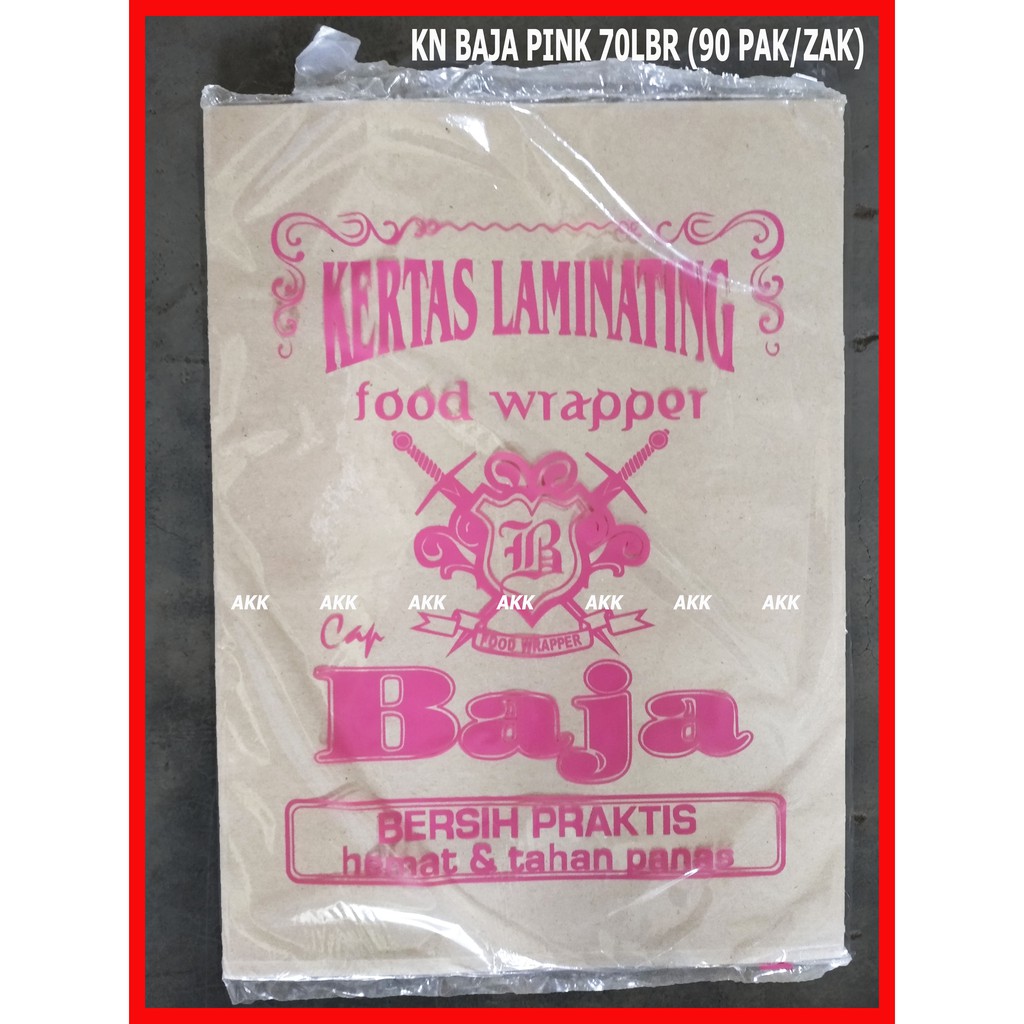 KN BAJA PINK 70LBR (90 PAK/ZAK)
KERTAS LAMINATING
food wrapper
B
AKK AKK AKK AKK AKK AKK AKK
Cap
FOOD WRAPPER
Baja
BERSIH PRAKTIS
hemat & tahan panas